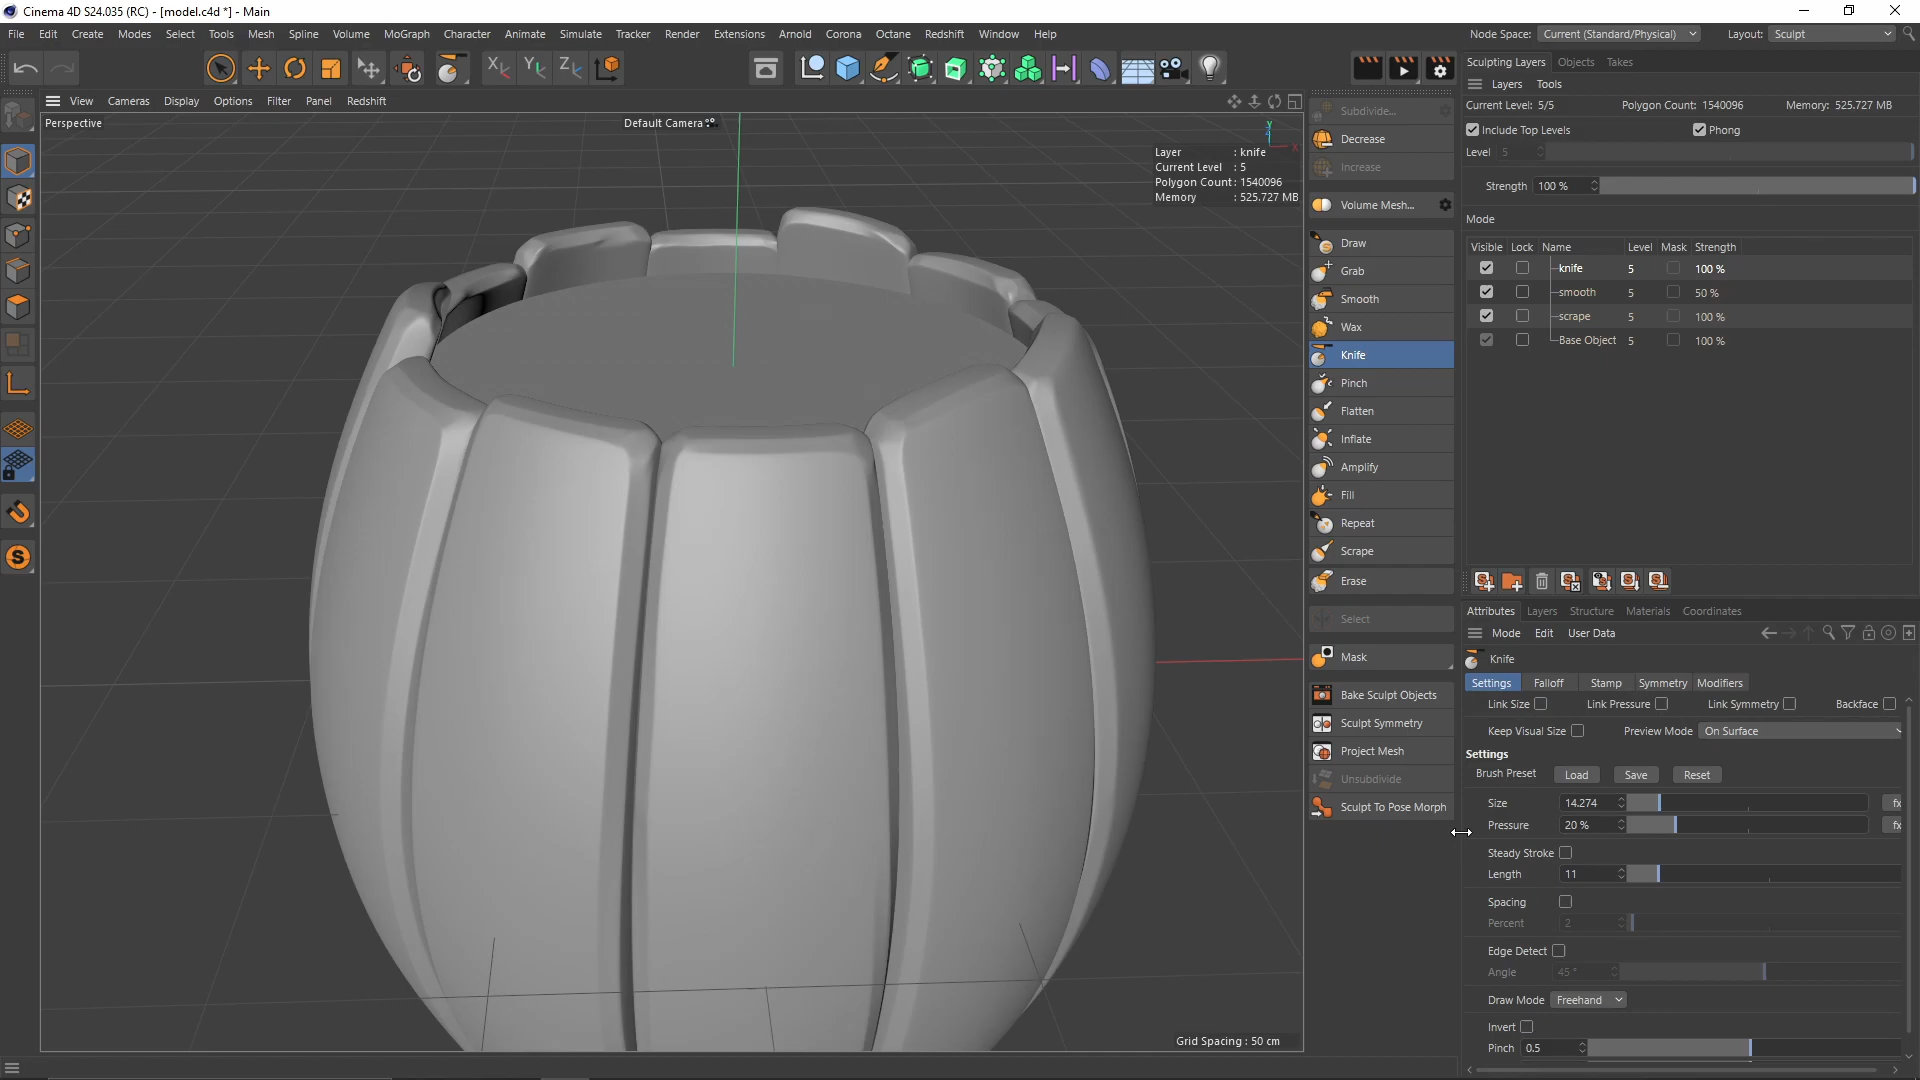 Cinema 4D S24.035 (RC) - [model.c4d *] - Main
File Edit Create Modes Select Tools Mesh Spline Volume MoGraph Character Animate Simulate Tracker Render Extensions Arnold Corona Octane Redshift Window Help
Node Space: Current (Standard/Physical) Layout: Sculpt
X Y Z
View Cameras Display Options Filter Panel Redshift
Perspective
Default Camera
Y
X
Layer : knife
Current Level : 5
Polygon Count : 1540096
Memory : 525.727 MB
Grid Spacing : 50 cm
Subdivide...
Decrease
Increase
Volume Mesh...
Draw
Grab
Smooth
Wax
Knife
Pinch
Flatten
Inflate
Amplify
Fill
Repeat
Scrape
Erase
Select
Mask
Bake Sculpt Objects
Sculpt Symmetry
Project Mesh
Unsubdivide
Sculpt To Pose Morph
Sculpting Layers Objects Takes
Layers Tools
Current Level: 5/5 Polygon Count: 1540096 Memory: 525.727 MB
Include Top Levels Phong
Level 5
Strength 100 %
Mode
Visible Lock Name Level Mask Strength
knife 5 100 %
smooth 5 50 %
scrape 5 100 %
Base Object 5 100 %
Attributes Layers Structure Materials Coordinates
Mode Edit User Data
Knife
Settings Falloff Stamp Symmetry Modifiers
Link Size Link Pressure Link Symmetry Backface
Keep Visual Size Preview Mode On Surface
Settings
Brush Preset Load Save Reset
Size 14.274 fx
Pressure 20 % fx
Steady Stroke
Length 11
Spacing
Percent 2
Edge Detect
Angle 45 °
Draw Mode Freehand
Invert
Pinch 0.5